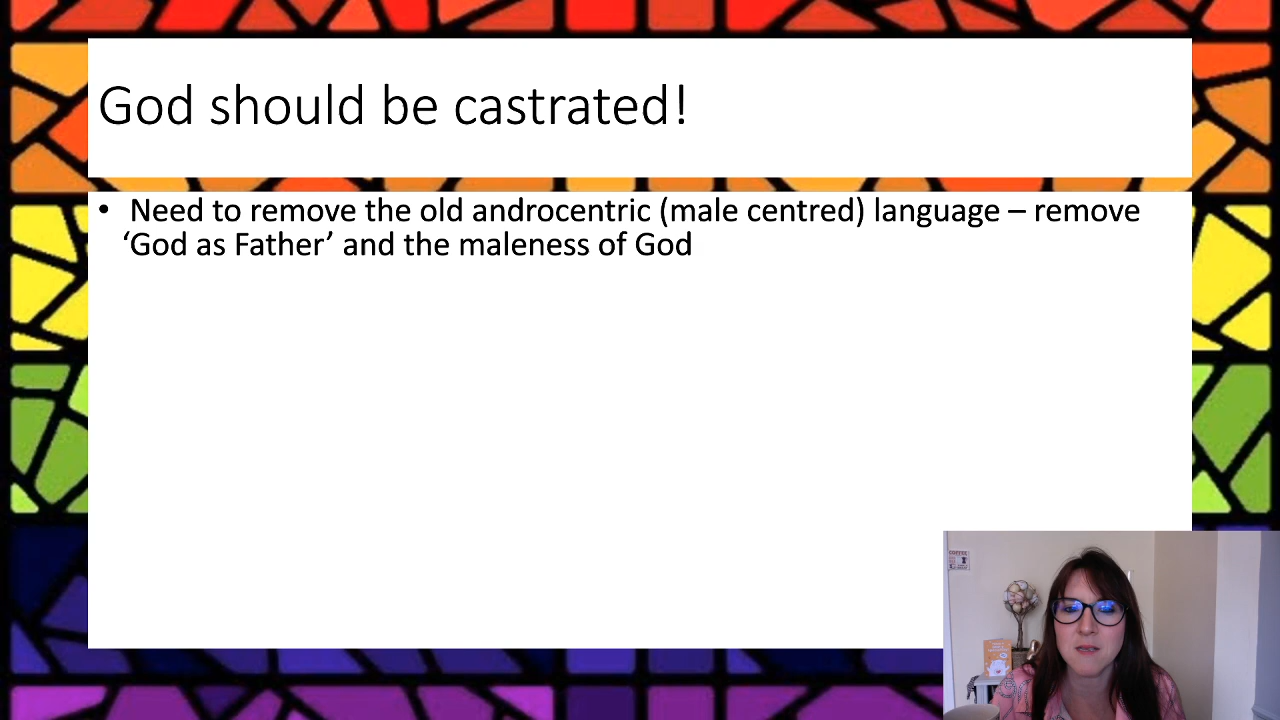 God should be castrated!
• Need to remove the old androcentric (male centred) language – remove
‘God as Father’ and the maleness of God